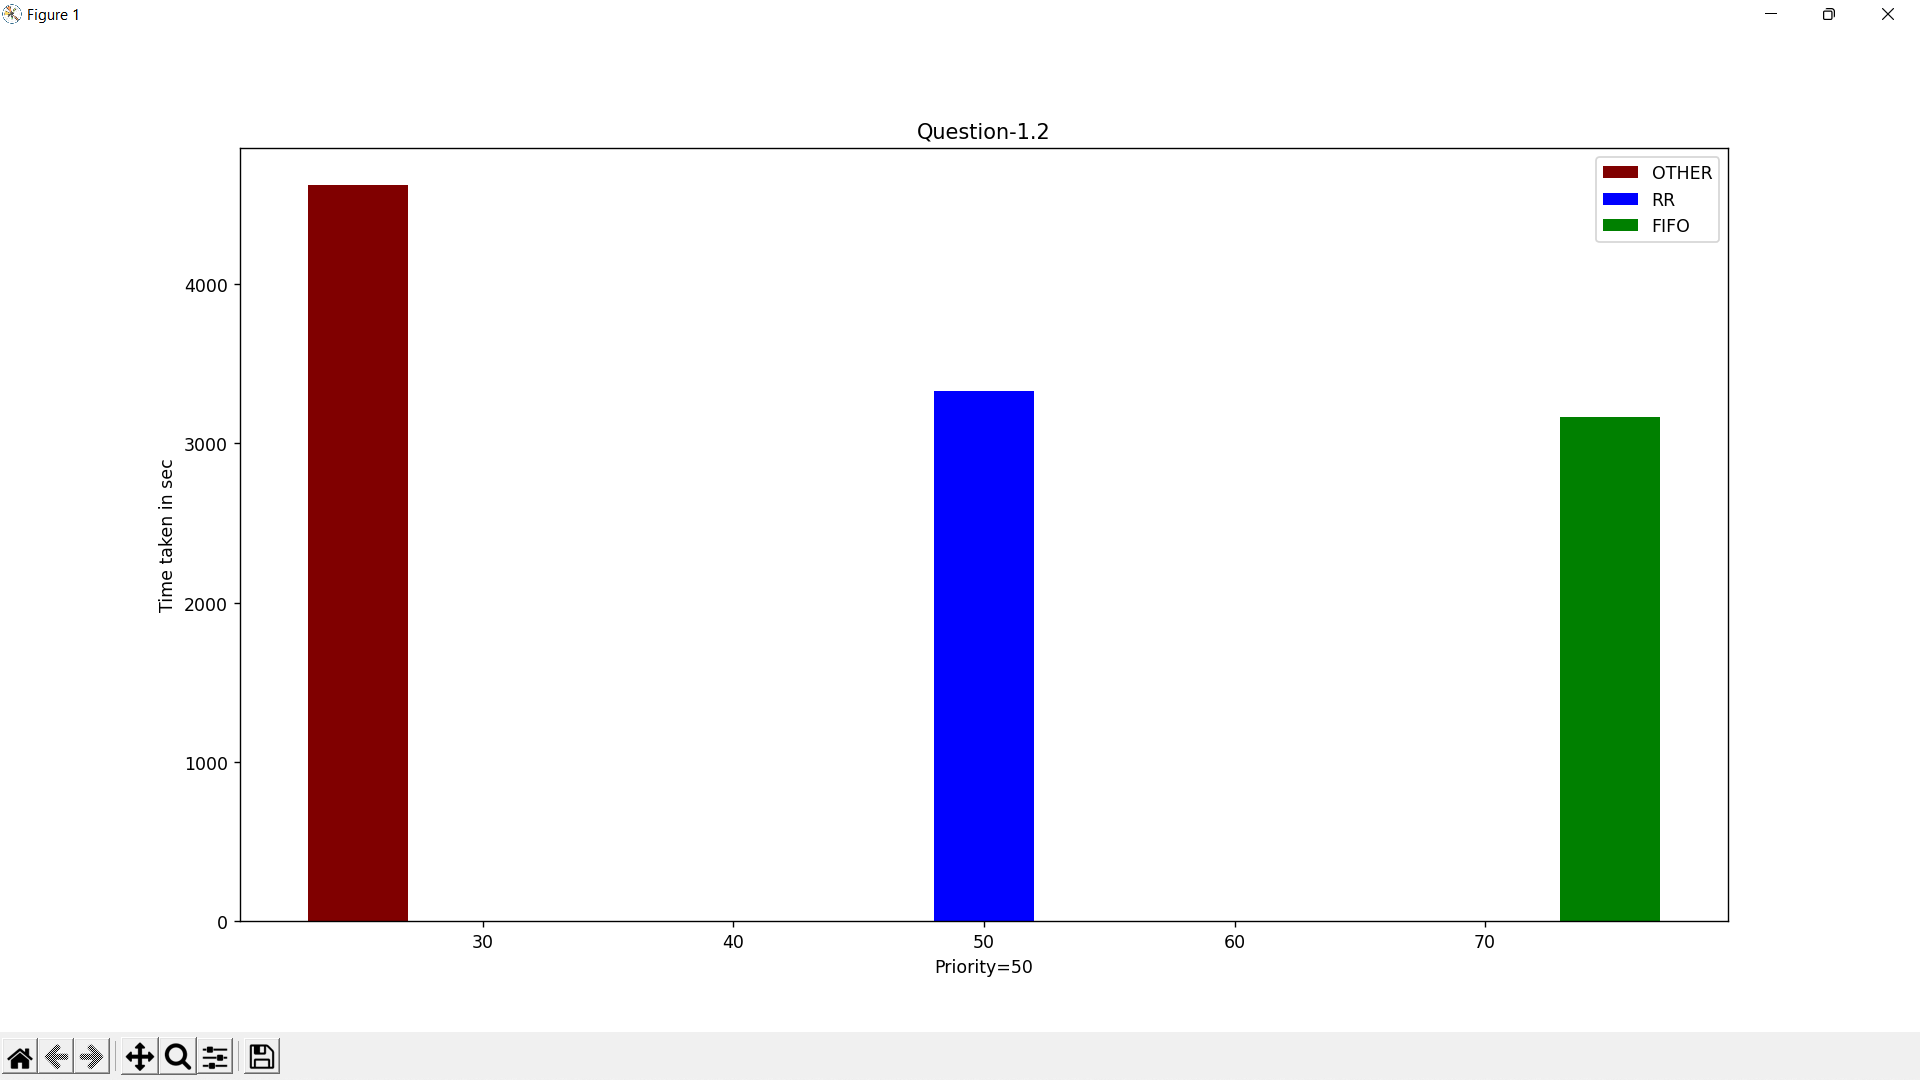 Figure 1
Question-1.2
OTHER
RR
FIFO
4000
3000
2000
1000
0
Time taken in sec
30 40 50 60 70
Priority=50